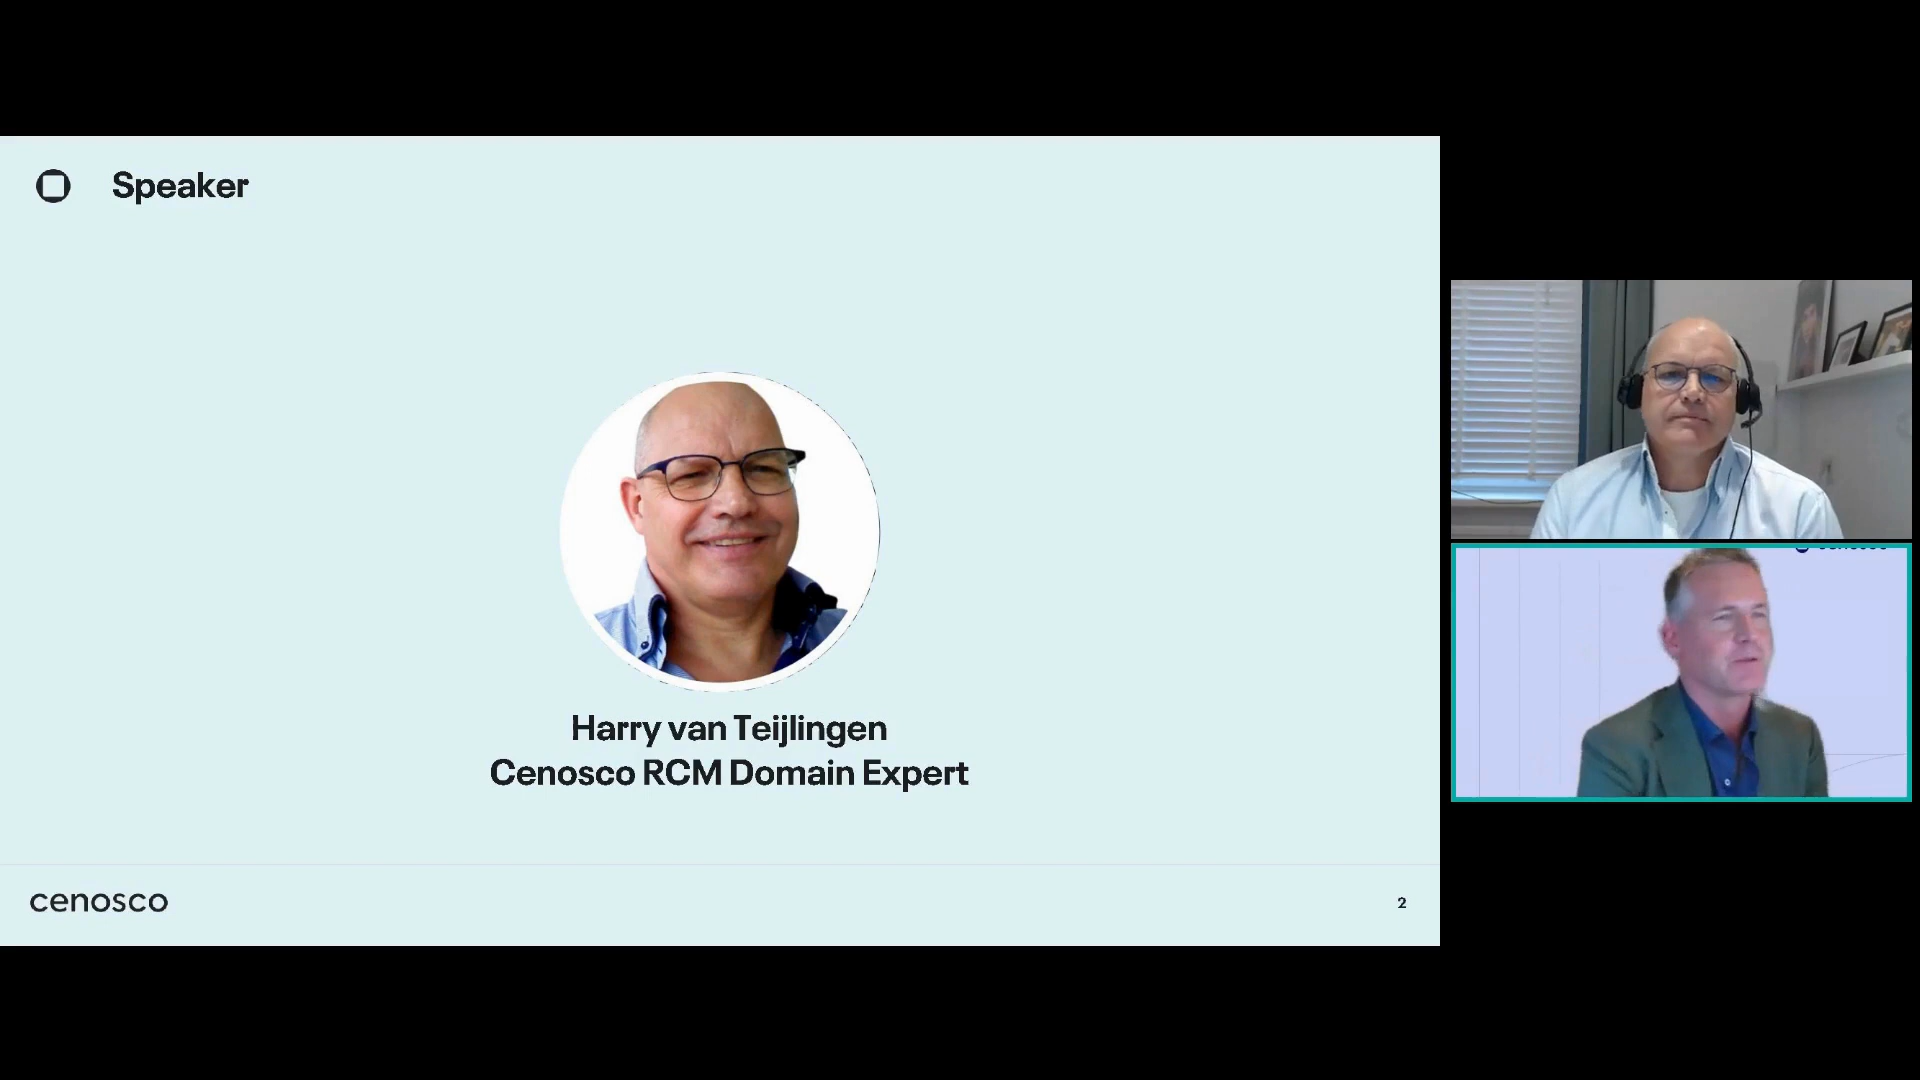 Speaker
Harry van Teijlingen
Cenosco RCM Domain Expert
cenosco
2